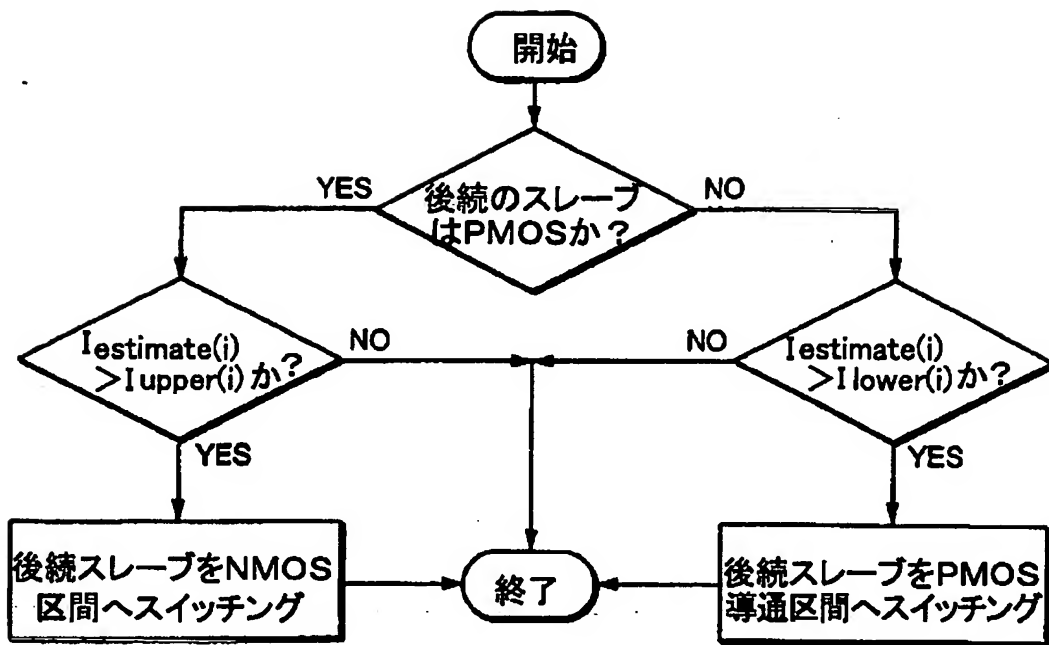 開始
YES
後続のスレーブ
はPMOSか?
NO
Iestimate(i)
>Iupper(i)か?
NO
YES
NO
Iestimate(i)
>Ilower(i)か?
YES
後続スレーブをNMOS
区間へスイッチング
終了
後続スレーブをPMOS
導通区間へスイッチング